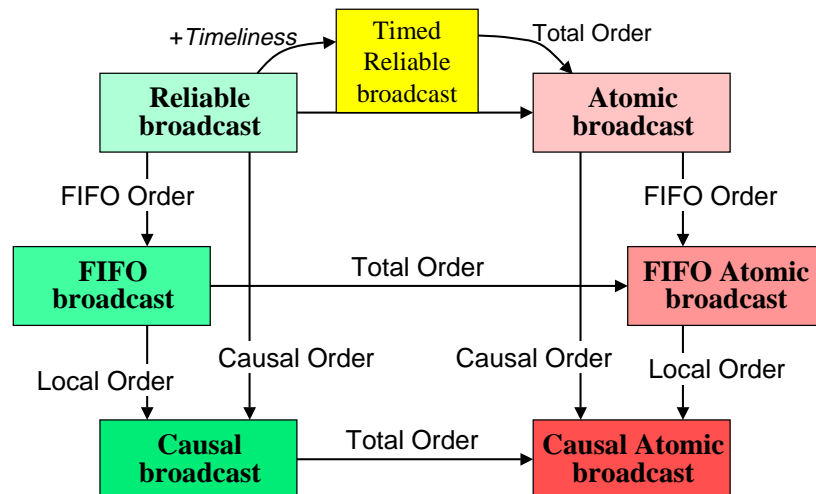 +Timeliness
Timed
Reliable
broadcast
Total Order
Reliable
broadcast
Atomic
broadcast
FIFO Order
FIFO Order
FIFO
broadcast
Total Order
FIFO Atomic
broadcast
Local Order
Causal Order
Causal Order
Local Order
Causal
broadcast
Total Order
Causal Atomic
broadcast